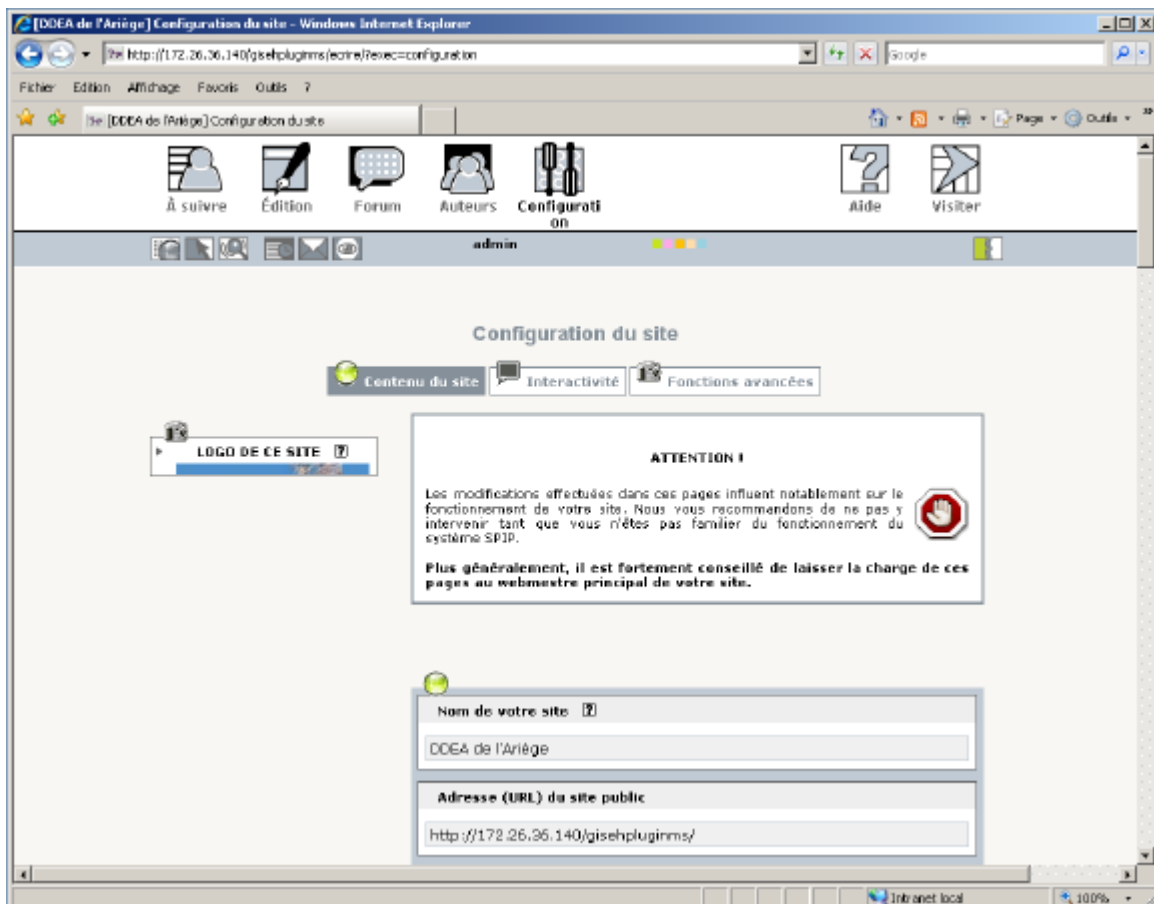 [DDEA de l'Ariège] Configuration du site - Windows Internet Explorer
http://172.26.36.140/gisehpluginms/ecrire/?exec=configuration
Google
Fichier Edition Affichage Favoris Outils ?
[DDEA de l'Ariège] Configuration du site
Page Outils
À suivre Édition Forum Auteurs Configurati
on
Aide Visiter
admin
Configuration du site
Contenu du site Interactivité Fonctions avancées
LOGO DE CE SITE ?
ATTENTION !
Les modifications effectuées dans ces pages influent notablement sur le
fonctionnement de votre site. Nous vous recommandons de ne pas y
intervenir tant que vous n'êtes pas familier du fonctionnement du
système SPIP.
Plus généralement, il est fortement conseillé de laisser la charge de ces
pages au webmestre principal de votre site.
Nom de votre site ?
DDEA de l'Ariège
Adresse (URL) du site public
http://172.26.36.140/gisehpluginms/
Intranet local
100%